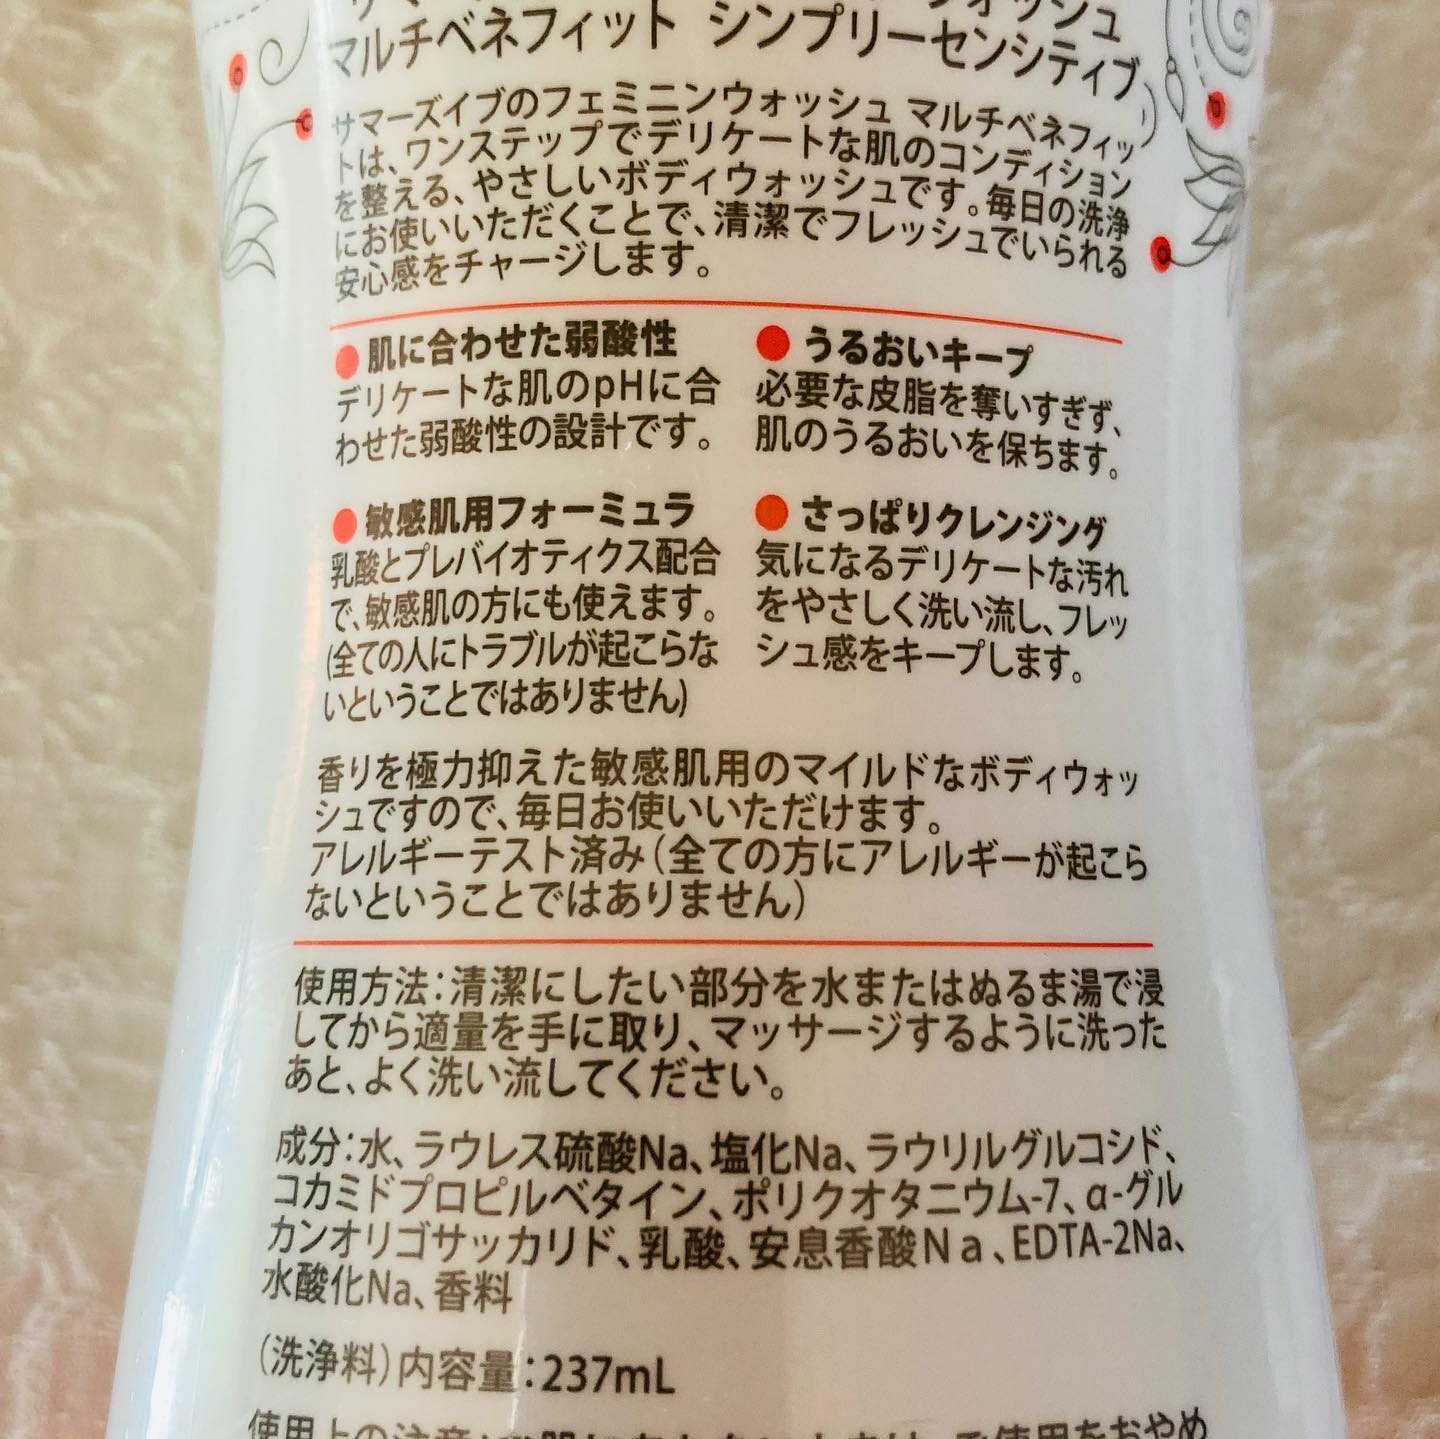 マルチベネフィット シンプリーセンシティブ
サマーズイブのフェミニンウォッシュ マルチベネフィッ
トは、ワンステップでデリケートな肌のコンディション
を整える、やさしいボディウォッシュです。毎日の洗浄
にお使いいただくことで、清潔でフレッシュでいられる
安心感をチャージします。
●肌に合わせた弱酸性
デリケートな肌のpHに合
わせた弱酸性の設計です。
●うるおいキープ
必要な皮脂を奪いすぎず、
肌のうるおいを保ちます。
●敏感肌用フォーミュラ
乳酸とプレバイオティクス配合
で、敏感肌の方にも使えます。
(全ての人にトラブルが起こらな
いということではありません)
●さっぱりクレンジング
気になるデリケートな汚れ
をやさしく洗い流し、フレッ
シュ感をキープします。
香りを極力抑えた敏感肌用のマイルドなボディウォッ
シュですので、毎日お使いいただけます。
アレルギーテスト済み(全ての方にアレルギーが起こら
ないということではありません)
使用方法:清潔にしたい部分を水またはぬるま湯で浸
してから適量を手に取り、マッサージするように洗った
あと、よく洗い流してください。
成分:水、ラウレス硫酸Na、塩化Na、ラウリルグルコシド、
コカミドプロピルベタイン、ポリクオタニウム-7、α-グル
カンオリゴサッカリド、乳酸、安息香酸Na、EDTA-2Na、
水酸化Na、香料
(洗浄料)内容量:237mL